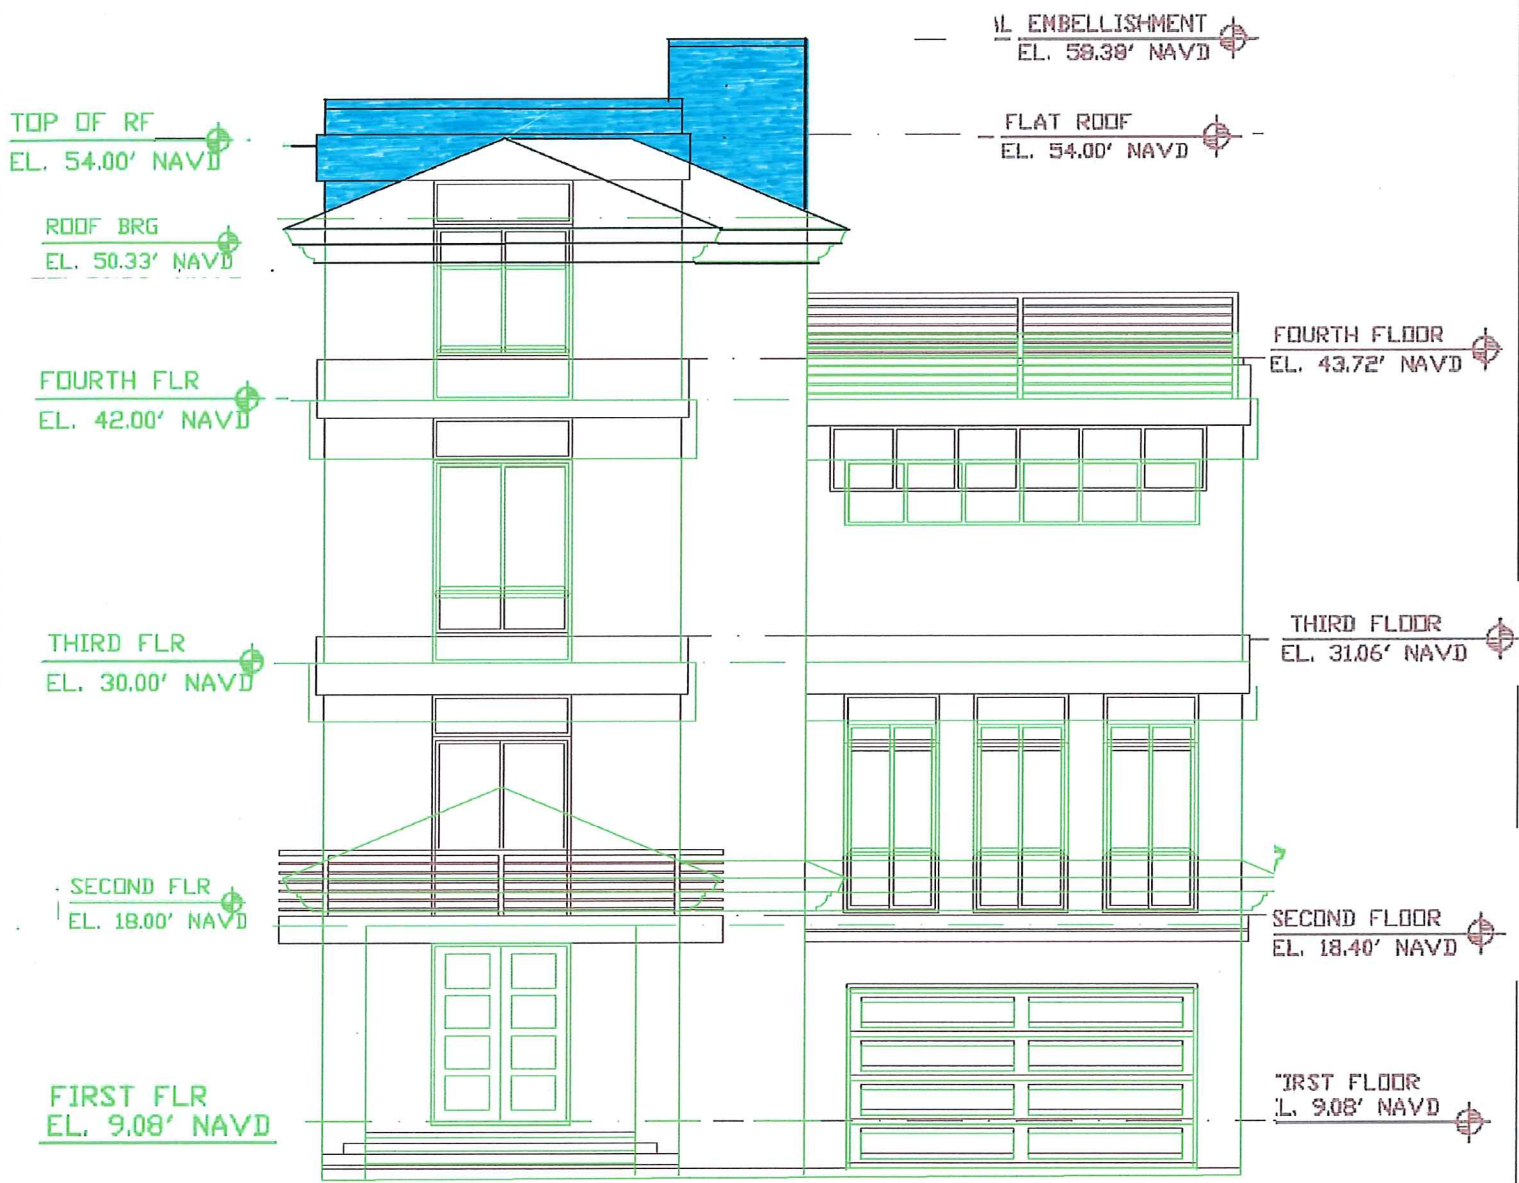 IL EMBELLISHMENT
EL. 58.38' NAVD
TOP OF RF
EL. 54.00' NAVD
FLAT ROOF
EL. 54.00' NAVD
ROOF BRG
EL. 50.33' NAVD
FOURTH FLOOR
EL. 43.72' NAVD
FOURTH FLR
EL. 42.00' NAVD
THIRD FLOOR
EL. 31.06' NAVD
THIRD FLR
EL. 30.00' NAVD
SECOND FLR
EL. 18.00' NAVD
SECOND FLOOR
EL. 18.40' NAVD
FIRST FLR
EL. 9.08' NAVD
IRST FLOOR
L. 9.08' NAVD